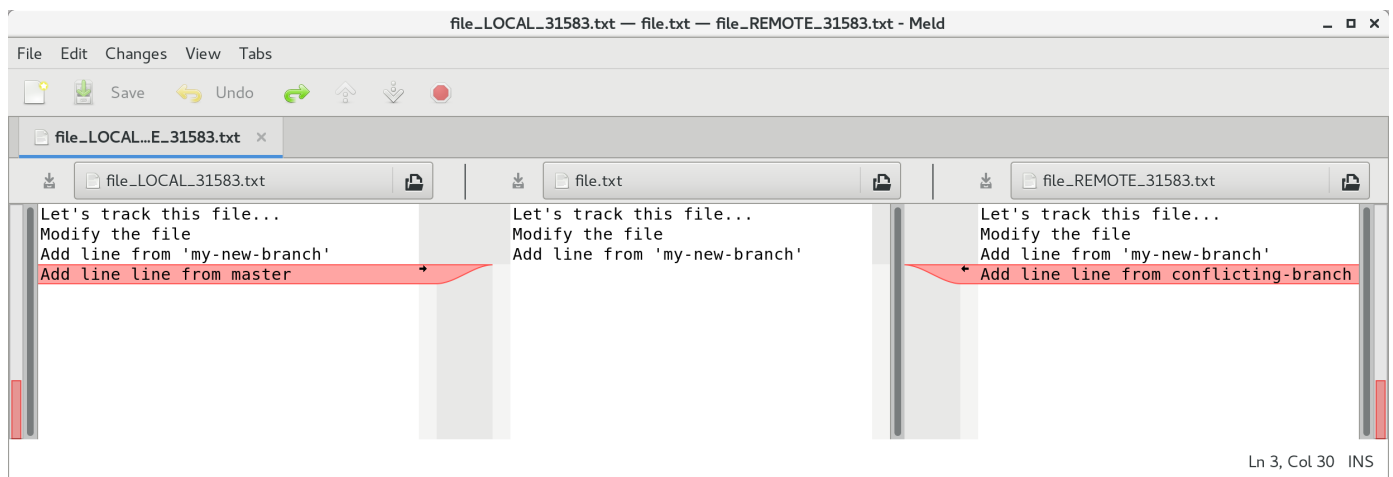 file_LOCAL_31583.txt — file.txt — file_REMOTE_31583.txt - Meld
File Edit Changes View Tabs
Save Undo
file_LOCAL...E_31583.txt
file_LOCAL_31583.txt
file.txt
file_REMOTE_31583.txt
Let's track this file...
Modify the file
Add line from 'my-new-branch'
Add line line from master
Let's track this file...
Modify the file
Add line from 'my-new-branch'
Let's track this file...
Modify the file
Add line from 'my-new-branch'
Add line line from conflicting-branch
Ln 3, Col 30 INS